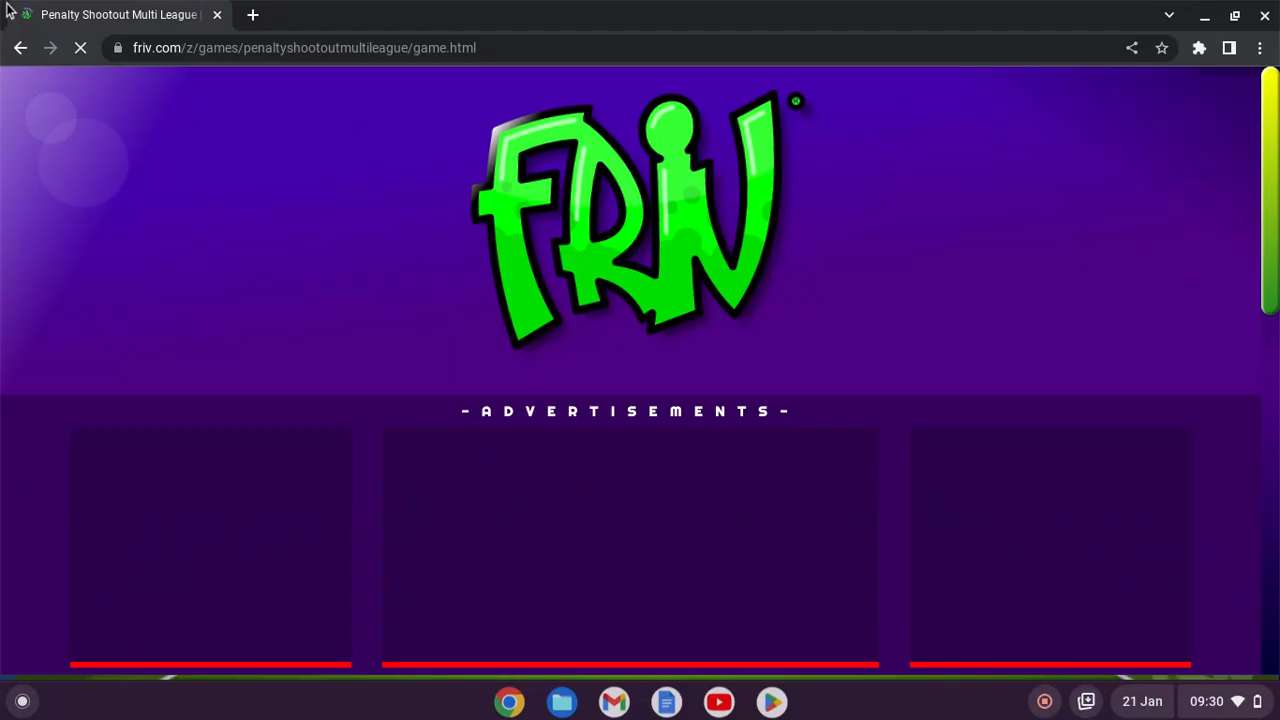 Penalty Shootout Multi League |
friv.com/z/games/penaltyshootoutmultileague/game.html
FRIV
- ADVERTISEMENTS -
21 Jan
09:30